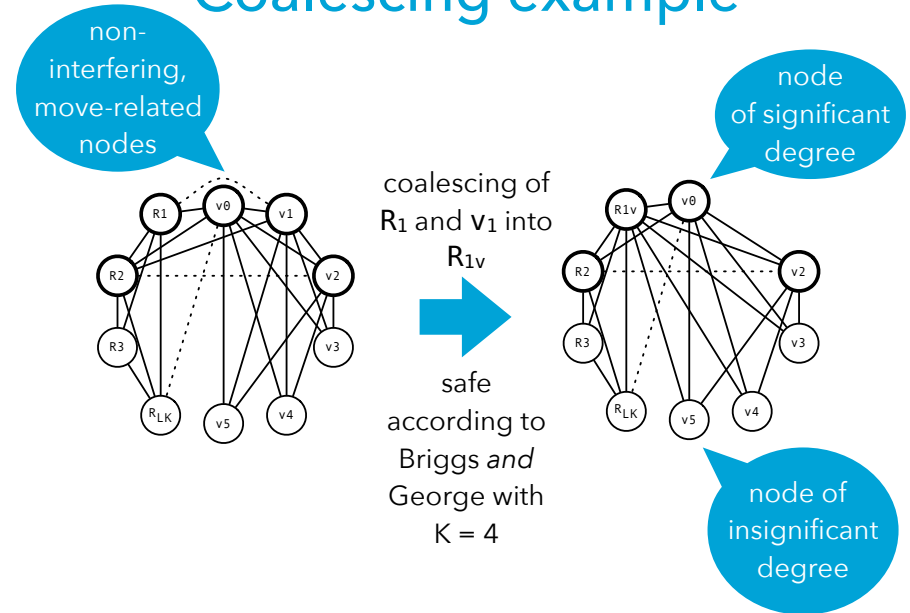 Coalescing example
non-
interfering,
move-related
nodes
node
of significant
degree
coalescing of
R1 and v1 into
R1v
safe
according to
Briggs and
George with
K = 4
node of
insignificant
degree
R1
v0
v1
R2
v2
R3
v3
RLK
v5
v4
R1v
v0
R2
v2
R3
v3
RLK
v5
v4